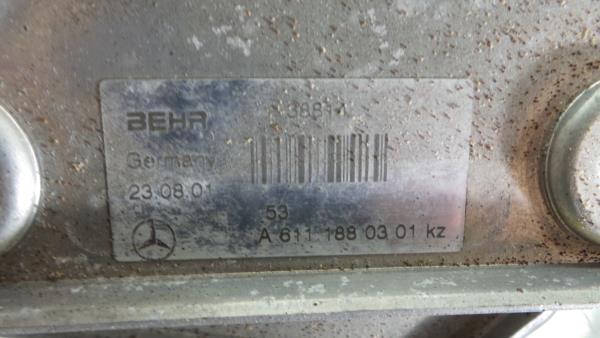 BEHR
Germany
23.08.01
53
A 611 188 03 01 kz